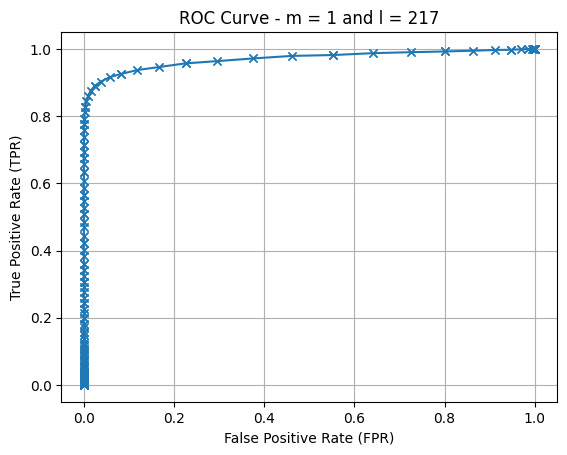 ROC Curve - m = 1 and l = 217
True Positive Rate (TPR)
1.0
0.8
0.6
0.4
0.2
0.0
0.0 0.2 0.4 0.6 0.8 1.0
False Positive Rate (FPR)